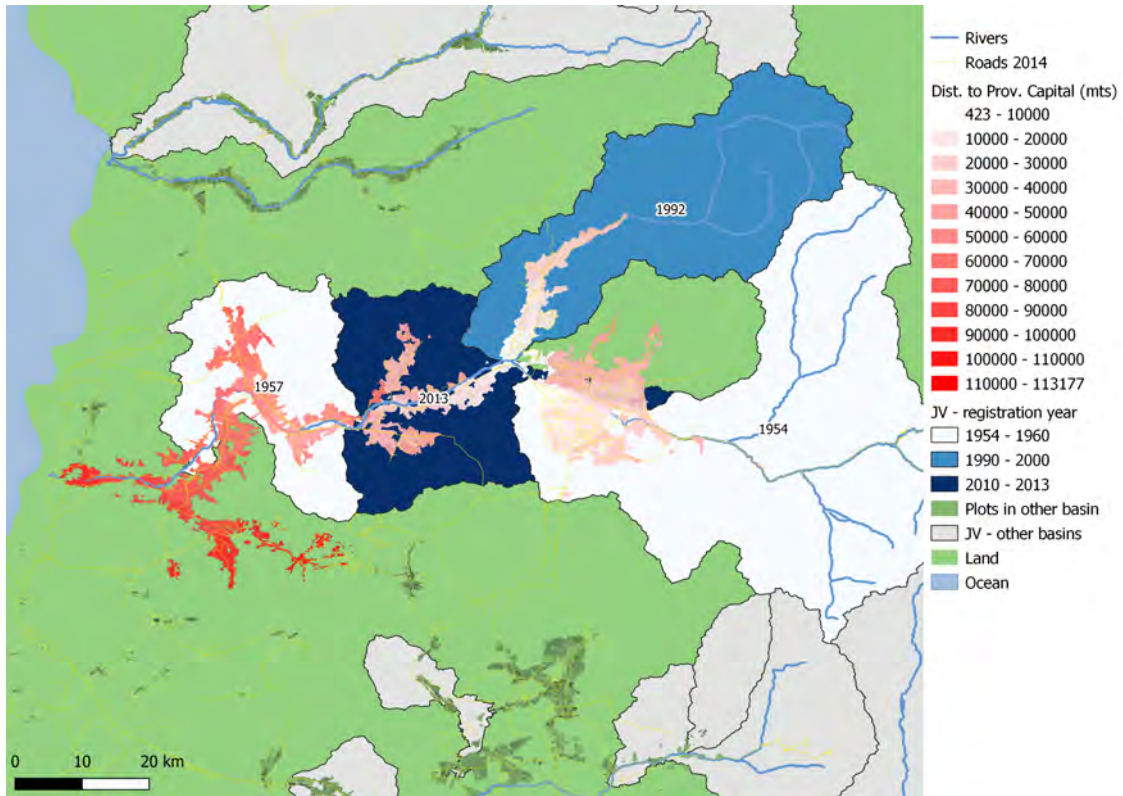 1992
1957
2013
1954
0 10 20 km
Rivers
Roads 2014
Dist. to Prov. Capital (mts)
423 - 10000
10000 - 20000
20000 - 30000
30000 - 40000
40000 - 50000
50000 - 60000
60000 - 70000
70000 - 80000
80000 - 90000
90000 - 100000
100000 - 110000
110000 - 113177
JV - registration year
1954 - 1960
1990 - 2000
2010 - 2013
Plots in other basin
JV - other basins
Land
Ocean